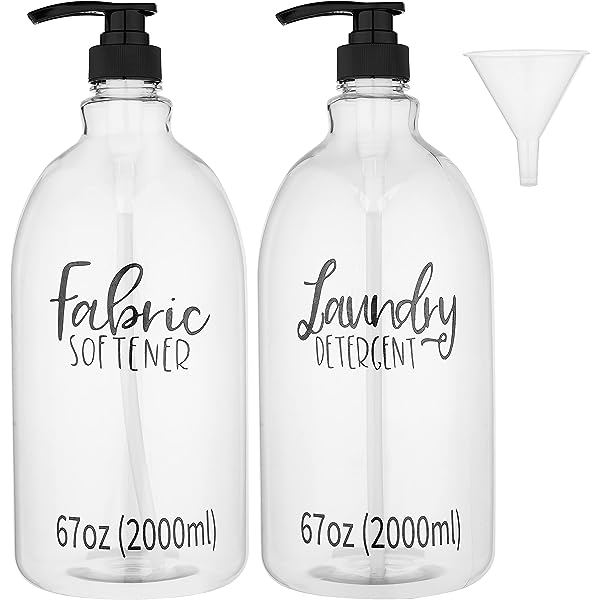 Fabric
SOFTENER
67oz (2000ml)
Laundry
DETERGENT
67oz (2000ml)